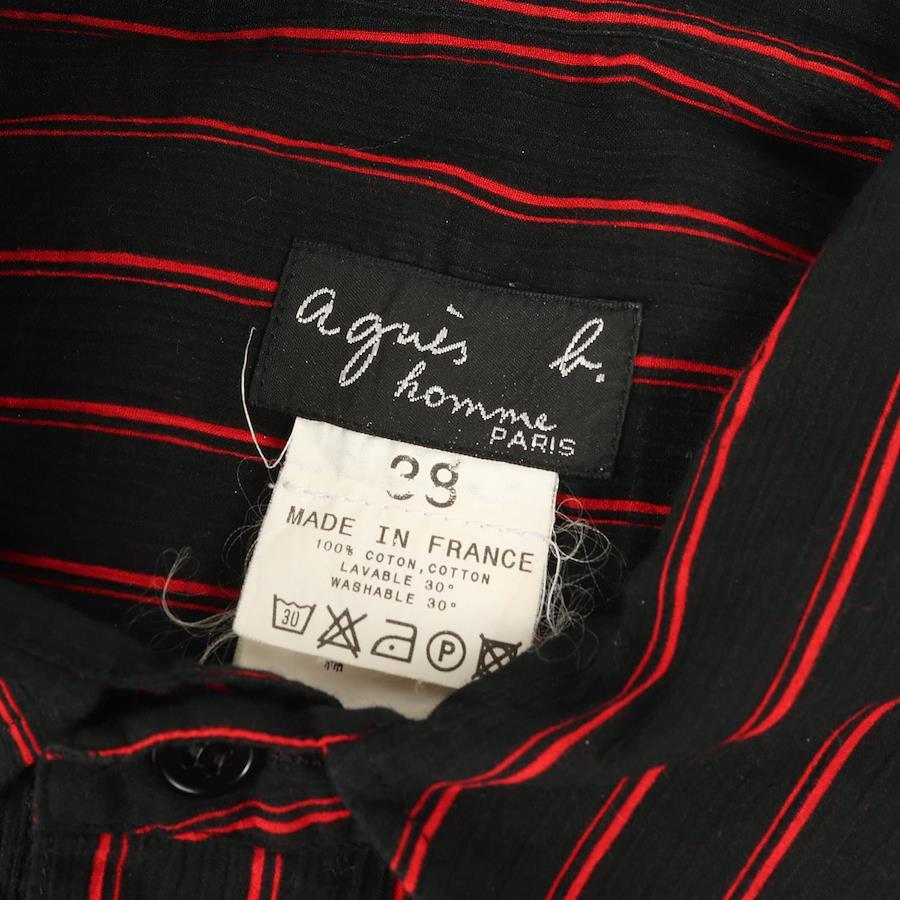 agnès b.
homme
PARIS
38
MADE IN FRANCE
100% COTON, COTTON
LAVABLE 30°
WASHABLE 30°
30
P